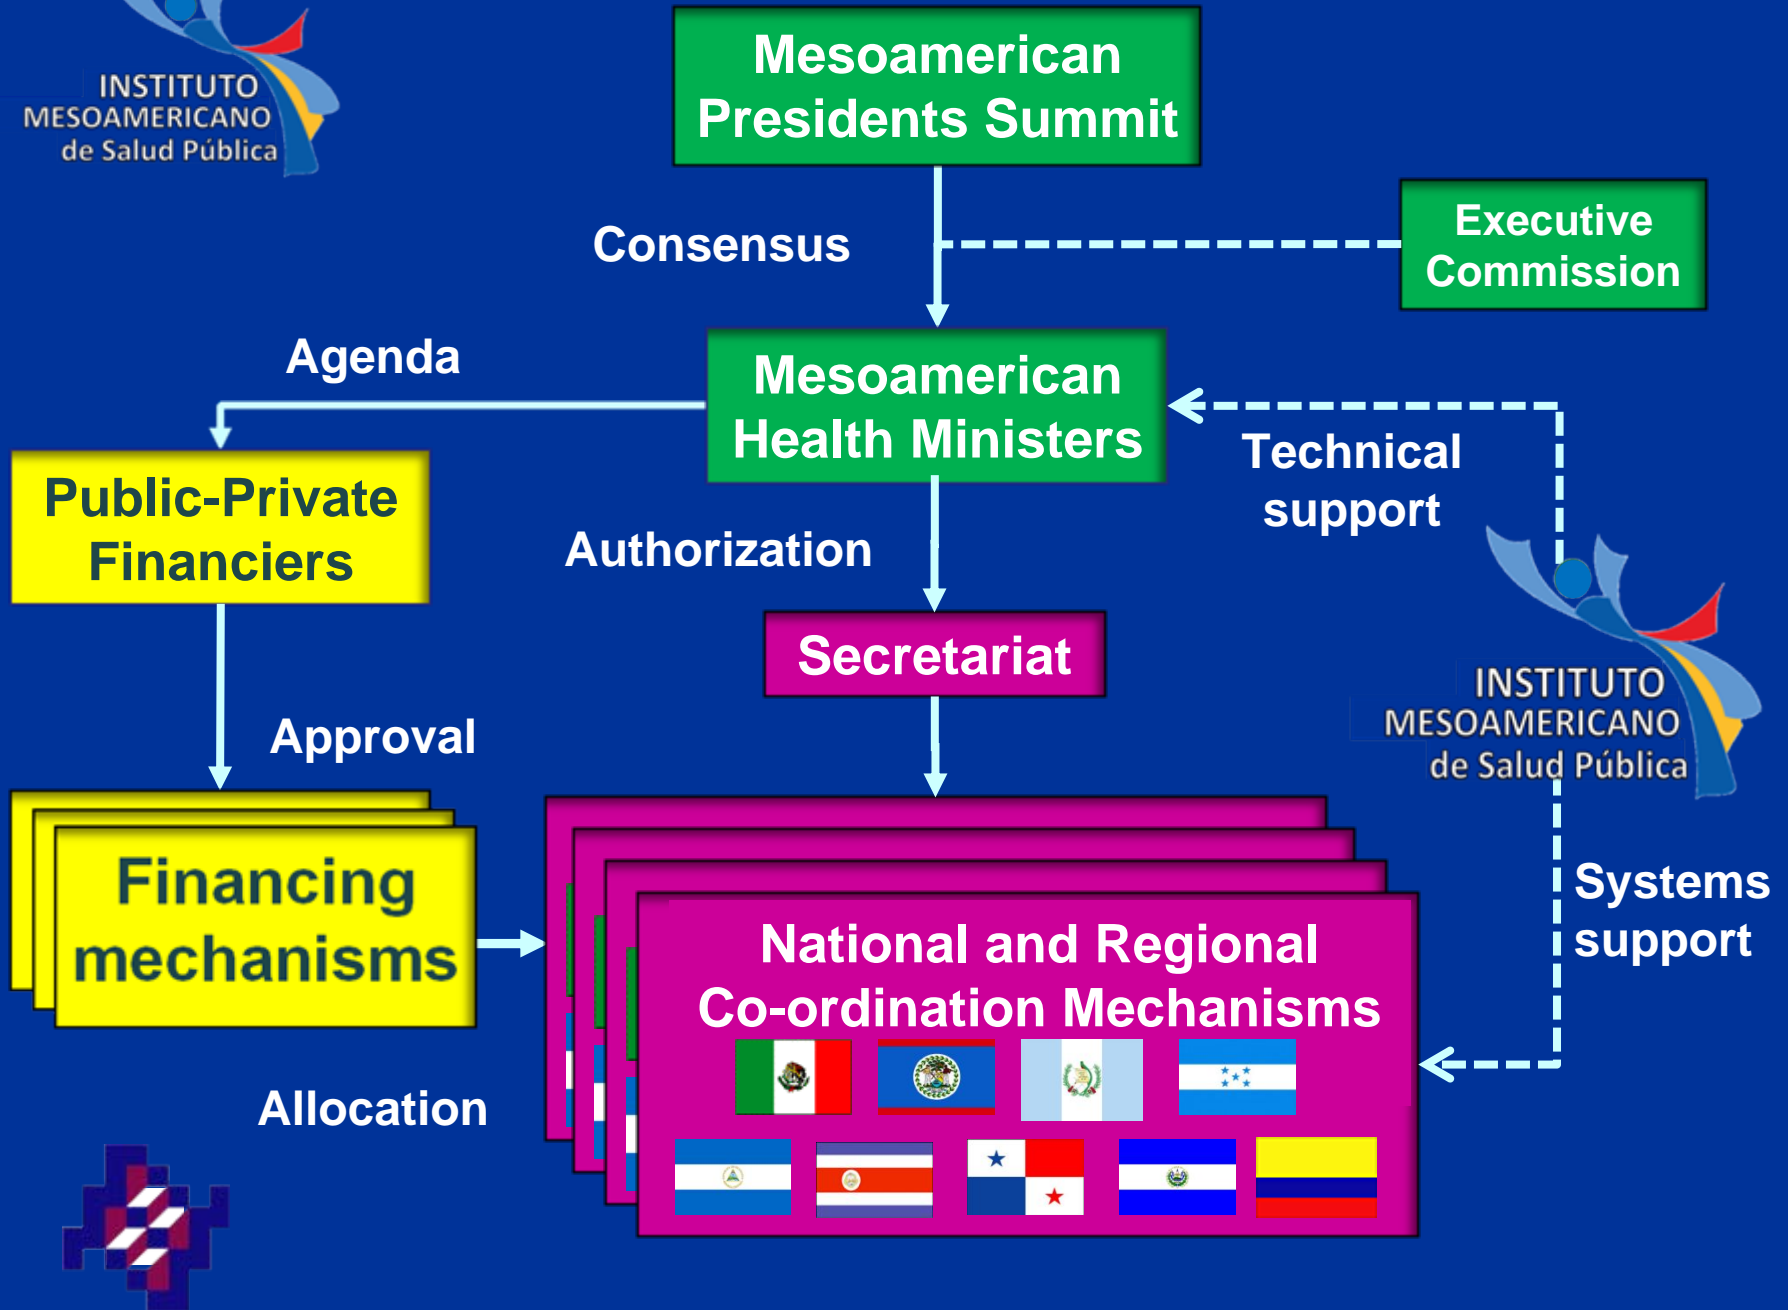 INSTITUTO
MESOAMERICANO
de Salud Pública
Mesoamerican
Presidents Summit
Executive
Commission
Consensus
Agenda
Mesoamerican
Health Ministers
Technical
support
Public-Private
Financiers
Authorization
Secretariat
INSTITUTO
MESOAMERICANO
de Salud Pública
Approval
Financing
mechanisms
Systems
support
National and Regional
Co-ordination Mechanisms
Allocation